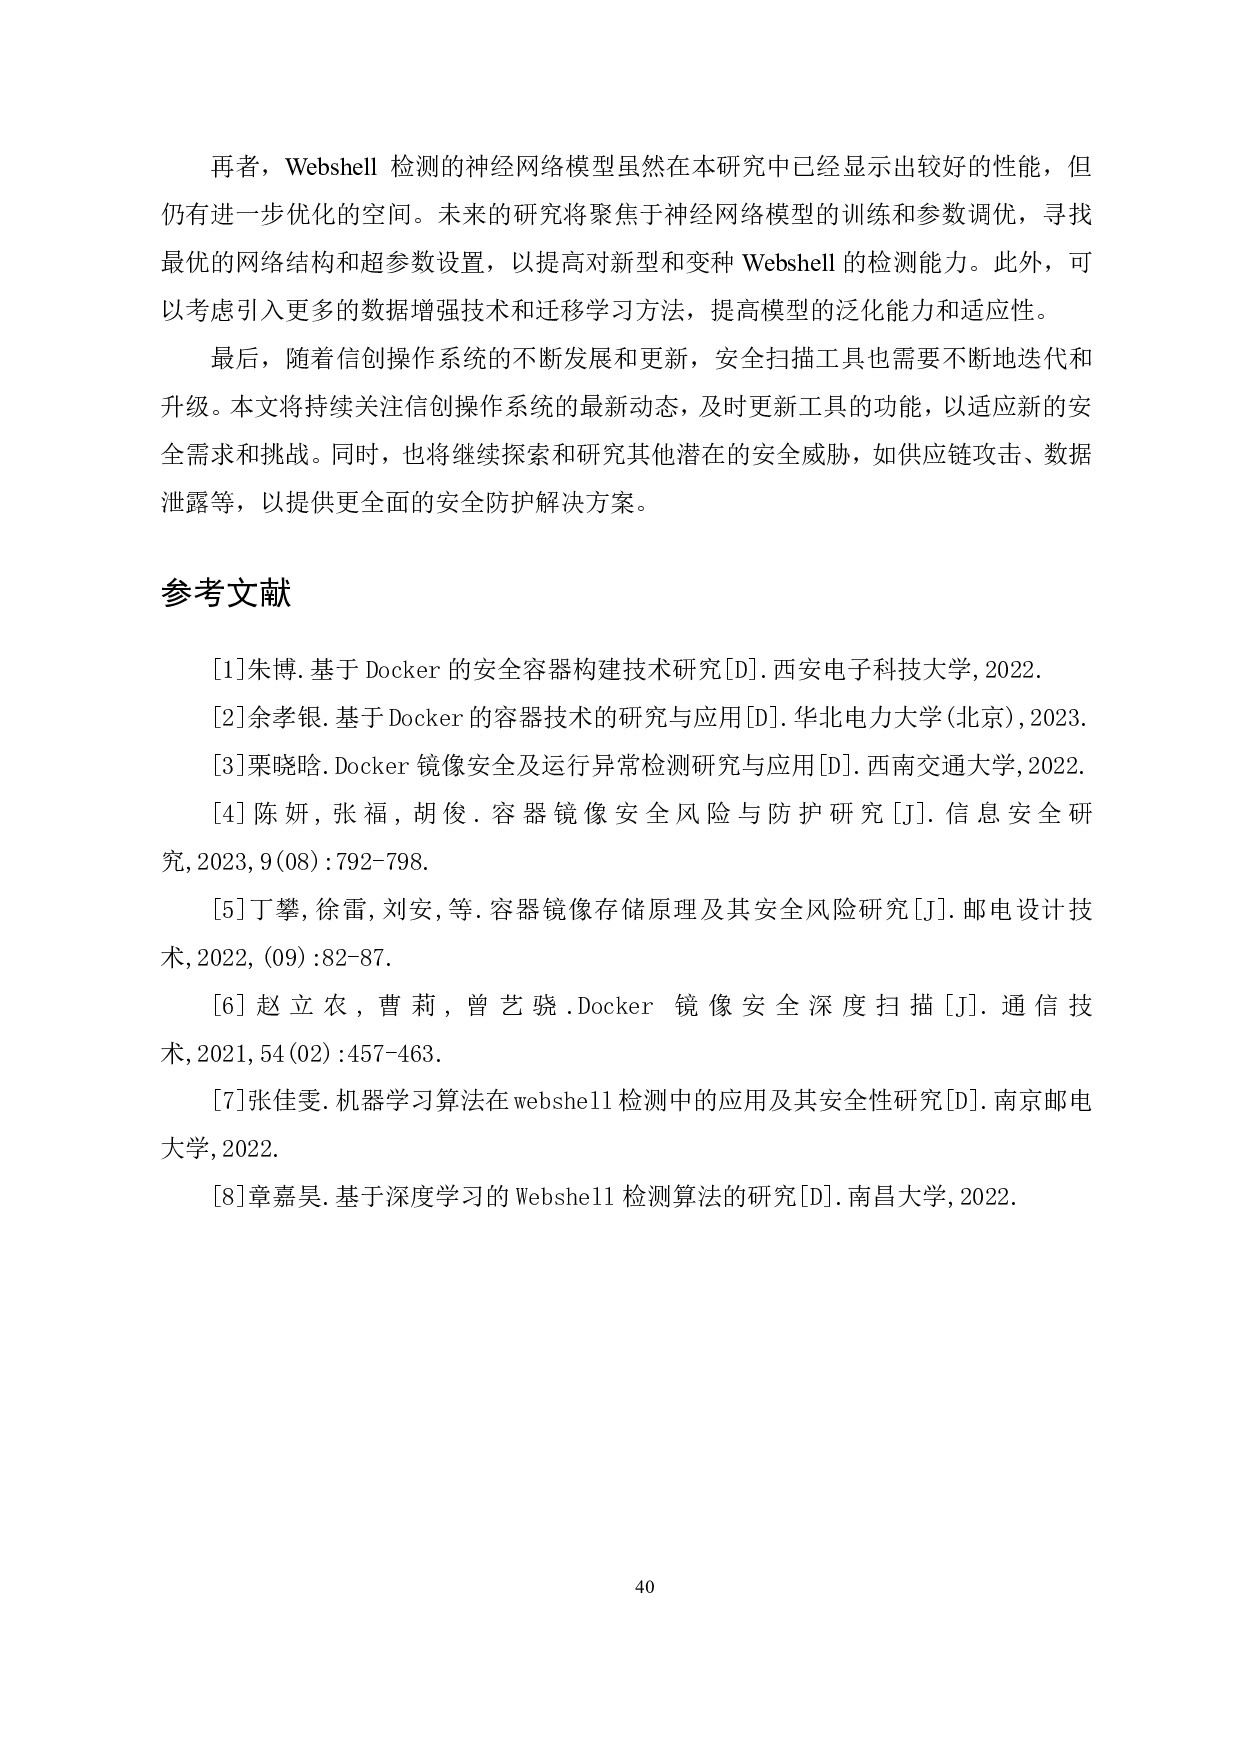 再者，Webshell 检测的神经网络模型虽然在本研究中已经显示出较好的性能，但
仍有进一步优化的空间。未来的研究将聚焦于神经网络模型的训练和参数调优，寻找
最优的网络结构和超参数设置，以提高对新型和变种 Webshell 的检测能力。此外，可
以考虑引入更多的数据增强技术和迁移学习方法，提高模型的泛化能力和适应性。
最后，随着信创操作系统的不断发展和更新，安全扫描工具也需要不断地迭代和
升级。本文将持续关注信创操作系统的最新动态，及时更新工具的功能，以适应新的安
全需求和挑战。同时，也将继续探索和研究其他潜在的安全威胁，如供应链攻击、数据
泄露等，以提供更全面的安全防护解决方案。
参考文献
[1]朱博.基于 Docker 的安全容器构建技术研究[D].西安电子科技大学,2022.
[2]余孝银.基于Docker的容器技术的研究与应用[D].华北电力大学(北京),2023.
[3]栗晓晗.Docker 镜像安全及运行异常检测研究与应用[D].西南交通大学,2022.
[4]陈妍,张福,胡俊.容器镜像安全风险与防护研究[J].信息安全研
究,2023,9(08):792-798.
[5]丁攀,徐雷,刘安,等.容器镜像存储原理及其安全风险研究[J].邮电设计技
术,2022,(09):82-87.
[6]赵立农,曹莉,曾艺骁.Docker 镜像安全深度扫描[J].通信技
术,2021,54(02):457-463.
[7]张佳雯.机器学习算法在webshell检测中的应用及其安全性研究[D].南京邮电
大学,2022.
[8]章嘉昊.基于深度学习的 Webshell 检测算法的研究[D].南昌大学,2022.
40